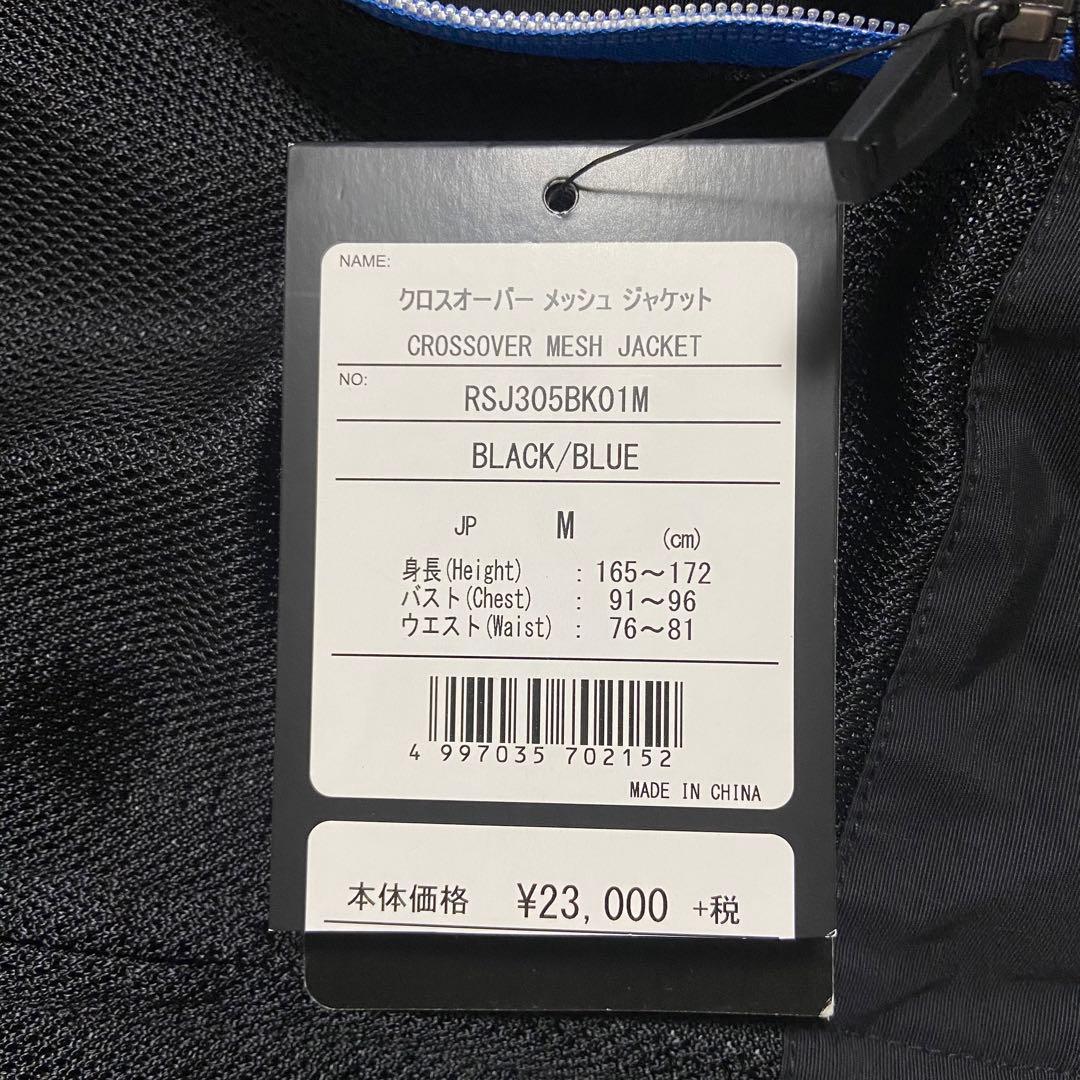 NAME:
クロスオーバー メッシュ ジャケット
CROSSOVER MESH JACKET
NO:
RSJ305BK01M
BLACK/BLUE
JP M (cm)
身長(Height) : 165～172
バスト(Chest) : 91～96
ウエスト(Waist) : 76～81
4 997035 702152
MADE IN CHINA
本体価格 ¥23,000 +税